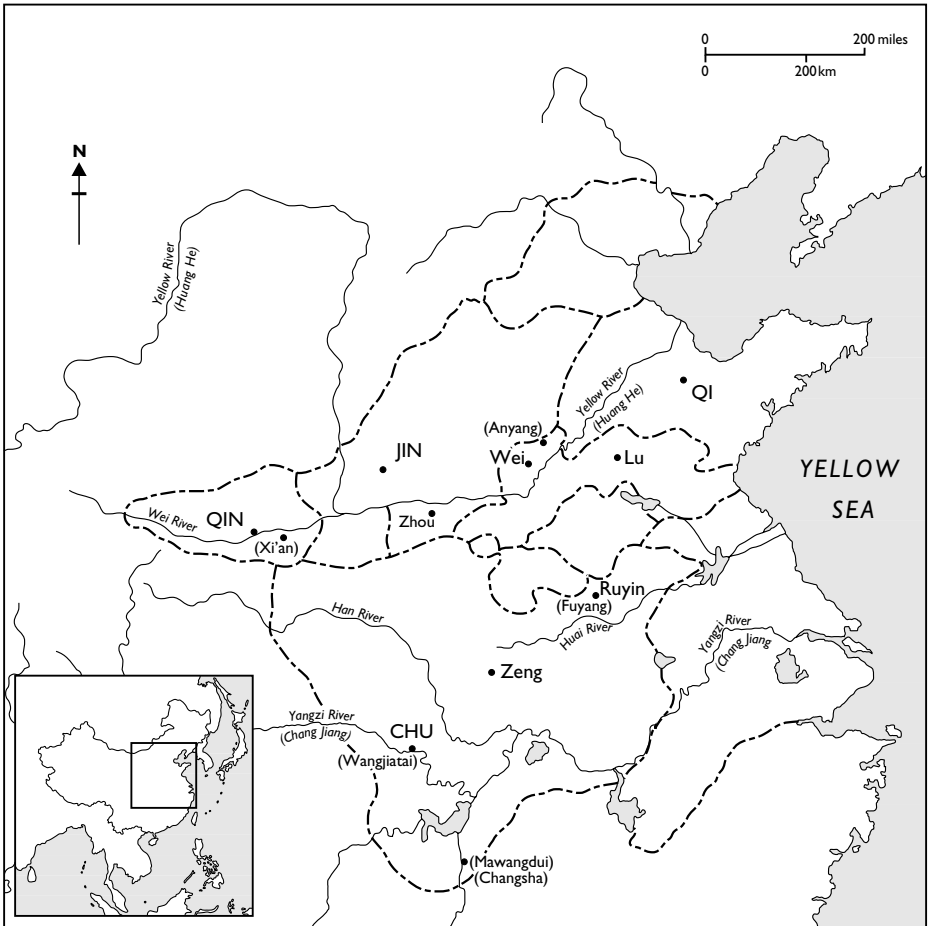 0 200 miles
0 200km
N
Yellow River
(Huang He)
Yellow River
(Huang He)
QI
(Anyang)
JIN
Wei
Lu
YELLOW
SEA
Wei River
QIN
Zhou
(Xi'an)
Ruyin
(Fuyang)
Han River
Huai River
Yangzi River
(Chang Jiang
Zeng
Yangzi River
(Chang Jiang)
CHU
(Wangjiatai)
(Mawangdui)
(Changsha)